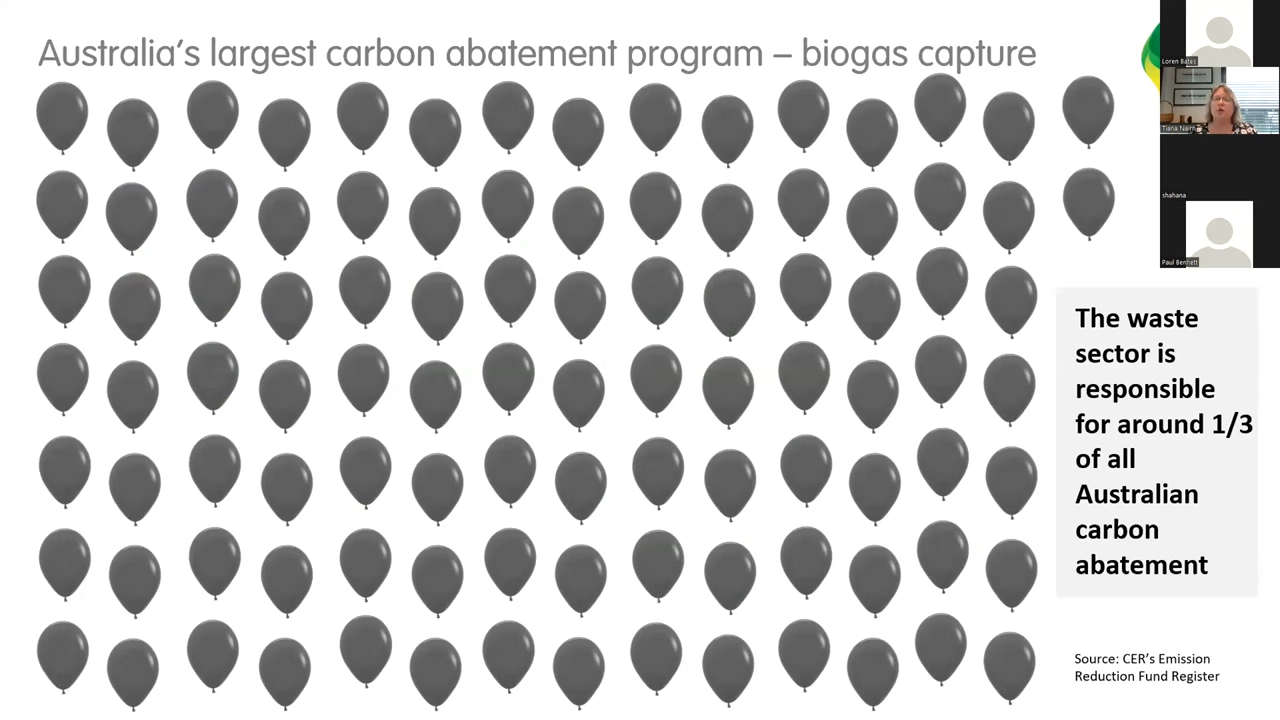 Australia's largest carbon abatement program – biogas capture
Loren Bates
Tiana Nairn
shahana
Paul Bennett
The waste
sector is
responsible
for around 1/3
of all
Australian
carbon
abatement
Source: CER's Emission
Reduction Fund Register